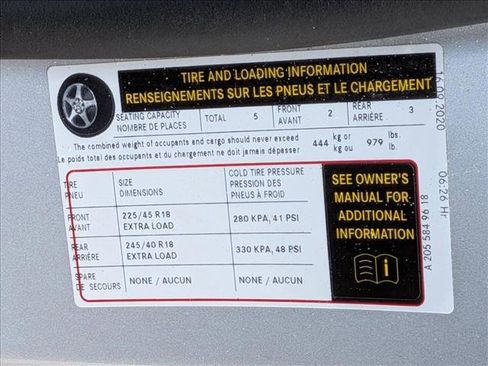 TIRE AND LOADING INFORMATION
RENSEIGNEMENTS SUR LES PNEUS ET LE CHARGEMENT
SEATING CAPACITY
NOMBRE DE PLACES
TOTAL 5
FRONT
AVANT 2
REAR
ARRIÈRE 3
The combined weight of occupants and cargo should never exceed
Le poids total des occupants et du chargement ne doit jamais dépasser
444 kg or
kg ou
979 lbs.
lb.
TIRE
PNEU
SIZE
DIMENSIONS
COLD TIRE PRESSURE
PRESSION DES
PNEUS À FROID
FRONT
AVANT
225/45 R18
EXTRA LOAD
280 KPA, 41 PSI
REAR
ARRIÈRE
245/40 R18
EXTRA LOAD
330 KPA, 48 PSI
SPARE
DE SECOURS
NONE / AUCUN
NONE / AUCUN
SEE OWNER'S
MANUAL FOR
ADDITIONAL
INFORMATION
16.09.2020 06:26 Hr
A 205 584 96 18